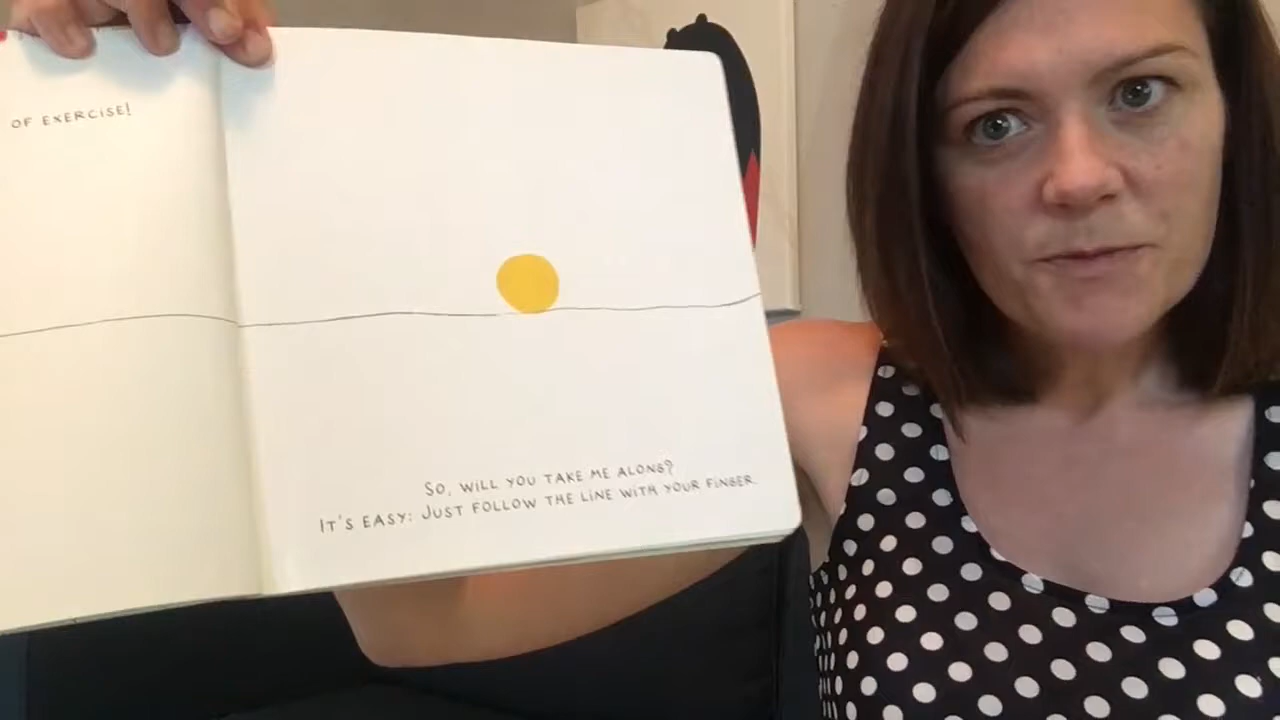 OF EXERCISE!
SO, WILL YOU TAKE ME ALONG?
IT'S EASY: JUST FOLLOW THE LINE WITH YOUR FINGER.